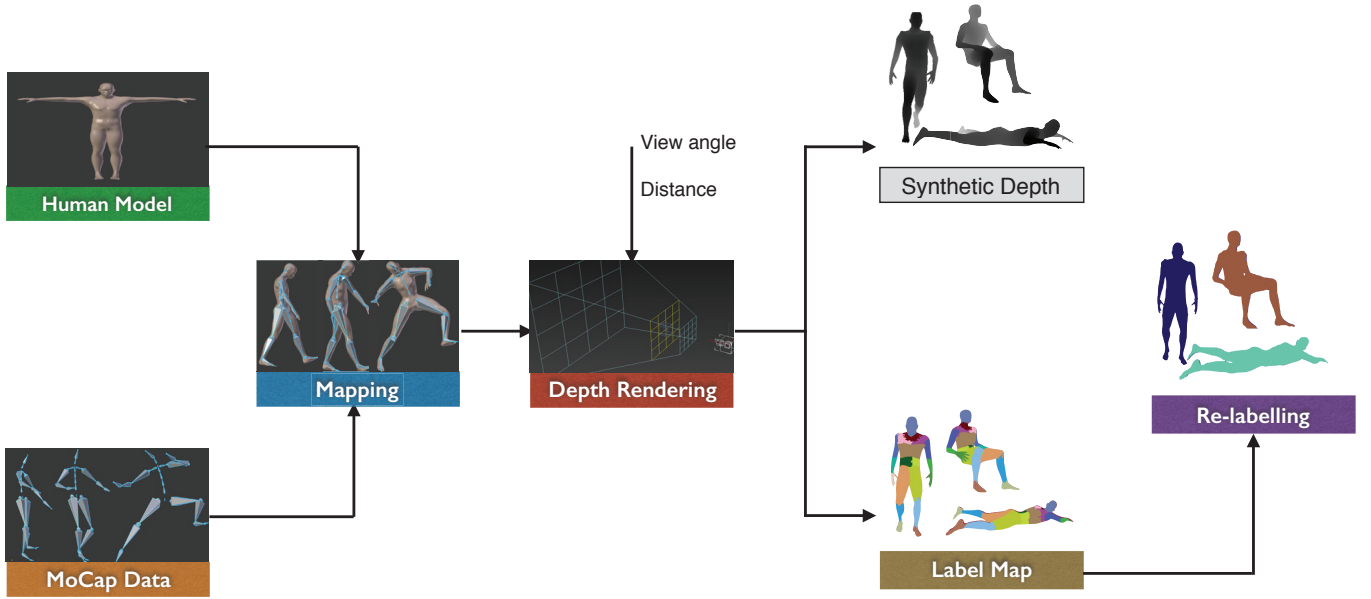 View angle
Distance
Synthetic Depth
Human Model
Mapping
Depth Rendering
Re-labelling
Label Map
MoCap Data